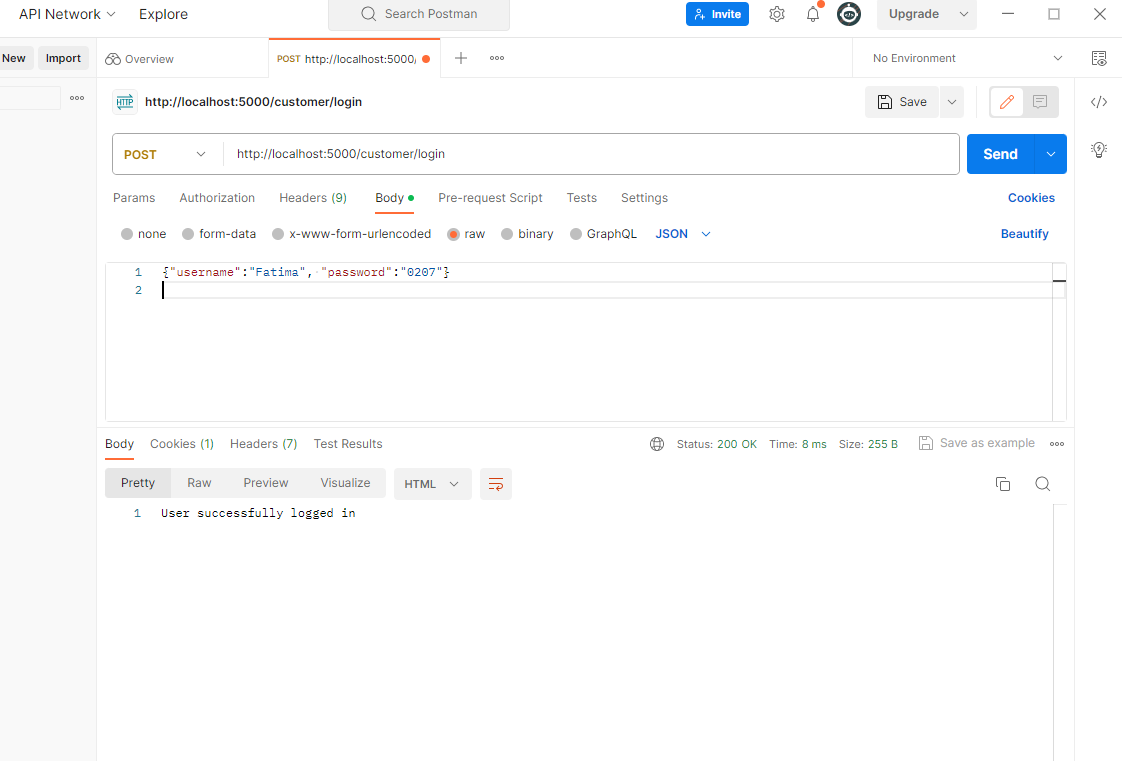 API Network Explore Search Postman Invite Upgrade
New Import Overview POST http://localhost:5000/ No Environment
HTTP http://localhost:5000/customer/login Save
POST http://localhost:5000/customer/login Send
Params Authorization Headers (9) Body Pre-request Script Tests Settings Cookies
none form-data x-www-form-urlencoded raw binary GraphQL JSON Beautify
1 {"username":"Fatima", "password":"0207"}
2
Body Cookies (1) Headers (7) Test Results Status: 200 OK Time: 8 ms Size: 255 B Save as example
Pretty Raw Preview Visualize HTML
1 User successfully logged in